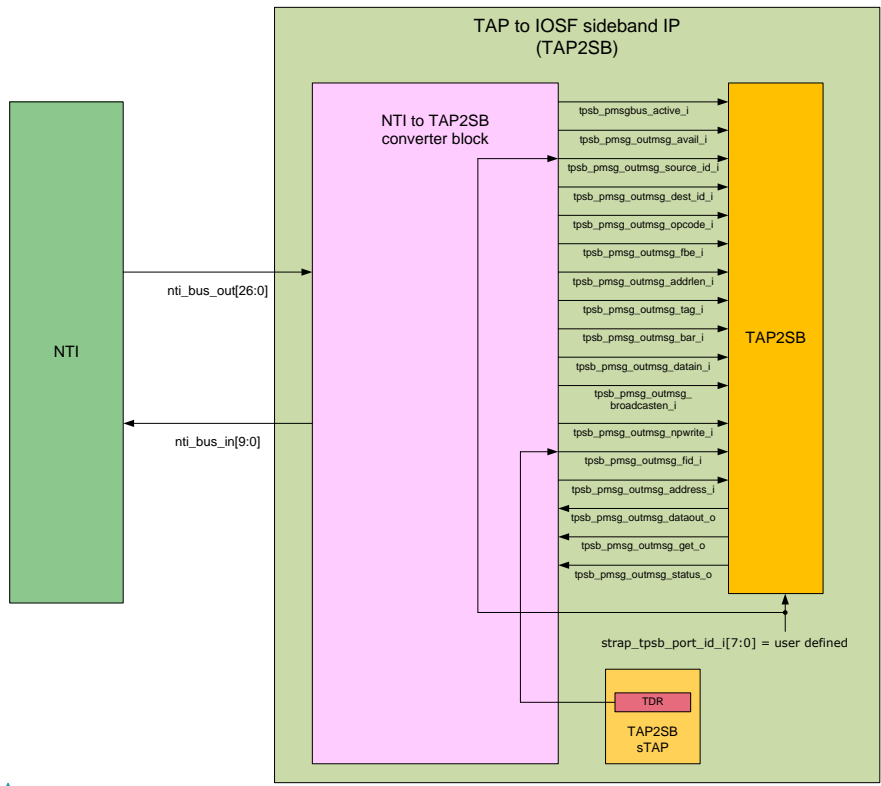 TAP to IOSF sideband IP
(TAP2SB)
NTI to TAP2SB
converter block
tpsb_pmsgbus_active_i
tpsb_pmsg_outmsg_avail_i
tpsb_pmsg_outmsg_source_id_i
tpsb_pmsg_outmsg_dest_id_i
tpsb_pmsg_outmsg_opcode_i
tpsb_pmsg_outmsg_fbe_i
tpsb_pmsg_outmsg_addrlen_i
tpsb_pmsg_outmsg_tag_i
tpsb_pmsg_outmsg_bar_i
tpsb_pmsg_outmsg_datain_i
tpsb_pmsg_outmsg_
broadcasten_i
tpsb_pmsg_outmsg_npwrite_i
tpsb_pmsg_outmsg_fid_i
tpsb_pmsg_outmsg_address_i
tpsb_pmsg_outmsg_dataout_o
tpsb_pmsg_outmsg_get_o
tpsb_pmsg_outmsg_status_o
nti_bus_out[26:0]
NTI
TAP2SB
nti_bus_in[9:0]
strap_tpsb_port_id_i[7:0] = user defined
TDR
TAP2SB
sTAP